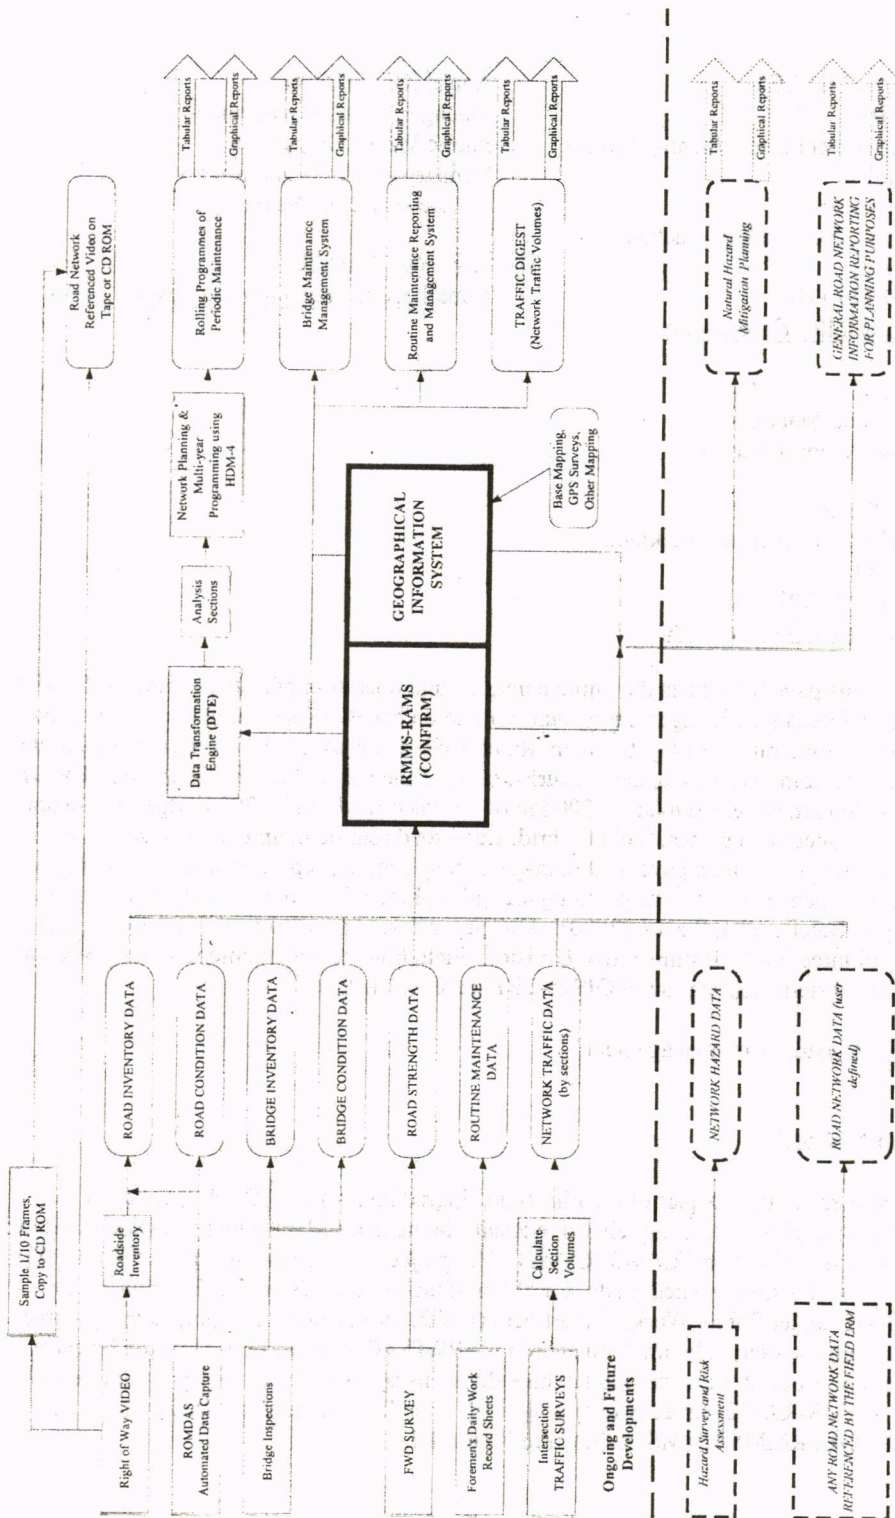 Right of Way VIDEO
Sample 1/10 Frames,
Copy to CD ROM
Roadside
Inventory
ROMDAS
Automated Data Capture
Bridge Inspections
FWD SURVEY
Foremen's Daily Work
Record Sheets
Intersection
TRAFFIC SURVEYS
Calculate
Section
Volumes
ROAD INVENTORY DATA
ROAD CONDITION DATA
BRIDGE INVENTORY DATA
BRIDGE CONDITION DATA
ROAD STRENGTH DATA
ROUTINE MAINTENANCE
DATA
NETWORK TRAFFIC DATA
(by sections)
Data Transformation
Engine (DTE)
Analysis
Sections
Network Planning &
Multi-year
Programming using
HDM-4
RMMS-RAMS
(CONFIRM)
GEOGRAPHICAL
INFORMATION
SYSTEM
Base Mapping,
GPS Surveys,
Other Mapping
Road Network
Referenced Video on
Tape or CD ROM
Rolling Programmes of
Periodic Maintenance
Tabular Reports
Graphical Reports
Bridge Maintenance
Management System
Tabular Reports
Graphical Reports
Routine Maintenance Reporting
and Management System
Tabular Reports
Graphical Reports
TRAFFIC DIGEST
(Network Traffic Volumes)
Tabular Reports
Graphical Reports
Ongoing and Future
Developments
Hazard Survey and Risk
Assessment
NETWORK HAZARD DATA
Natural Hazard
Mitigation Planning
Tabular Reports
Graphical Reports
ANY ROAD NETWORK DATA
REFERENCED BY THE FIELD LRM
ROAD NETWORK DATA (user
defined)
GENERAL ROAD NETWORK
INFORMATION REPORTING
FOR PLANNING PURPOSES
Tabular Reports
Graphical Reports